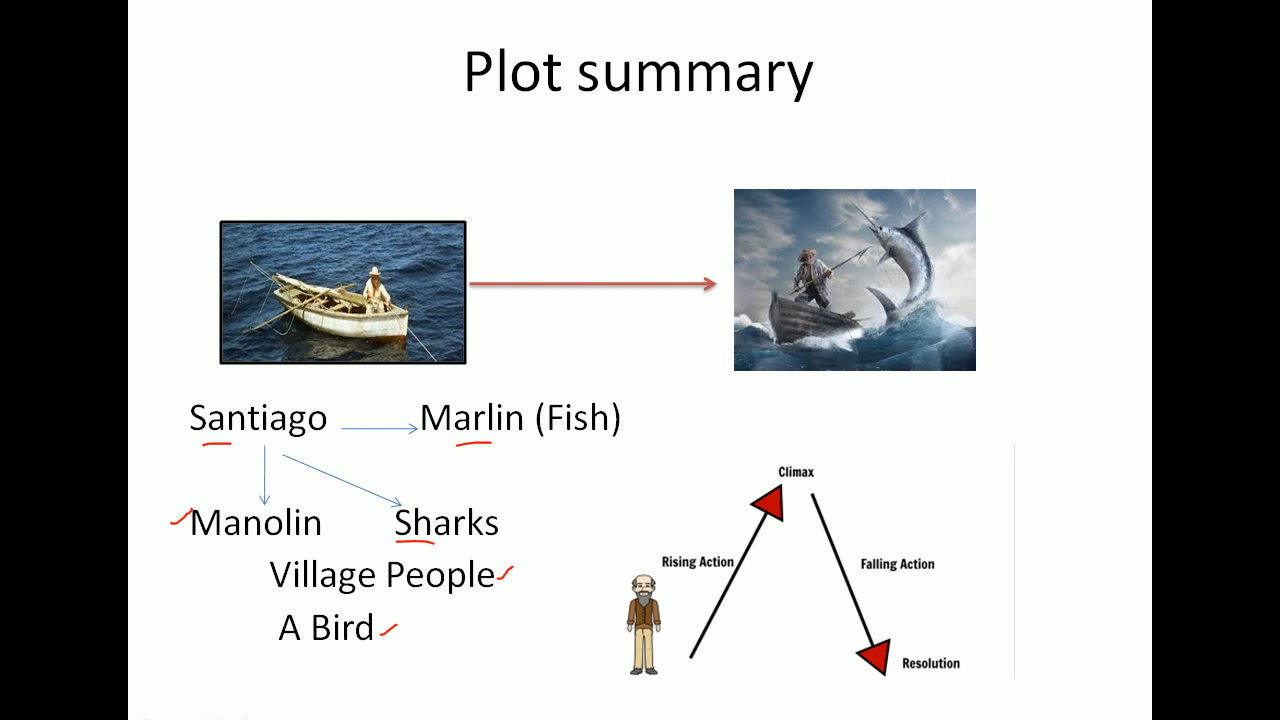 Plot summary
Santiago
Marlin (Fish)
Manolin
Sharks
Village People
A Bird
Climax
Rising Action
Falling Action
Resolution